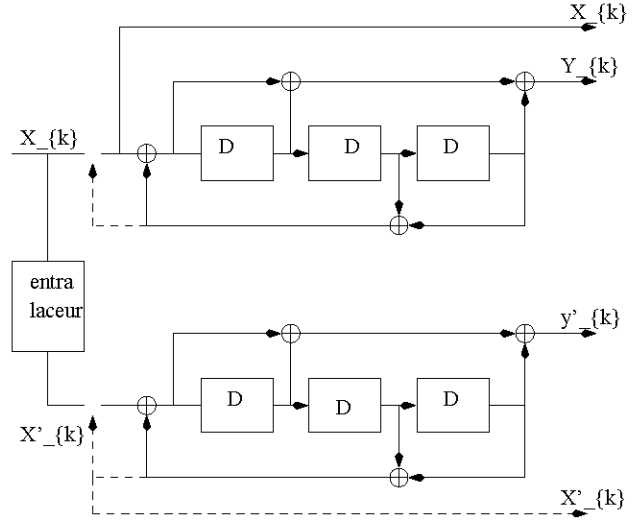 X_{k}
Y_{k}
X_{k}
D
D
D
entra
laceur
y'_{k}
D
D
D
X'_{k}
X'_{k}